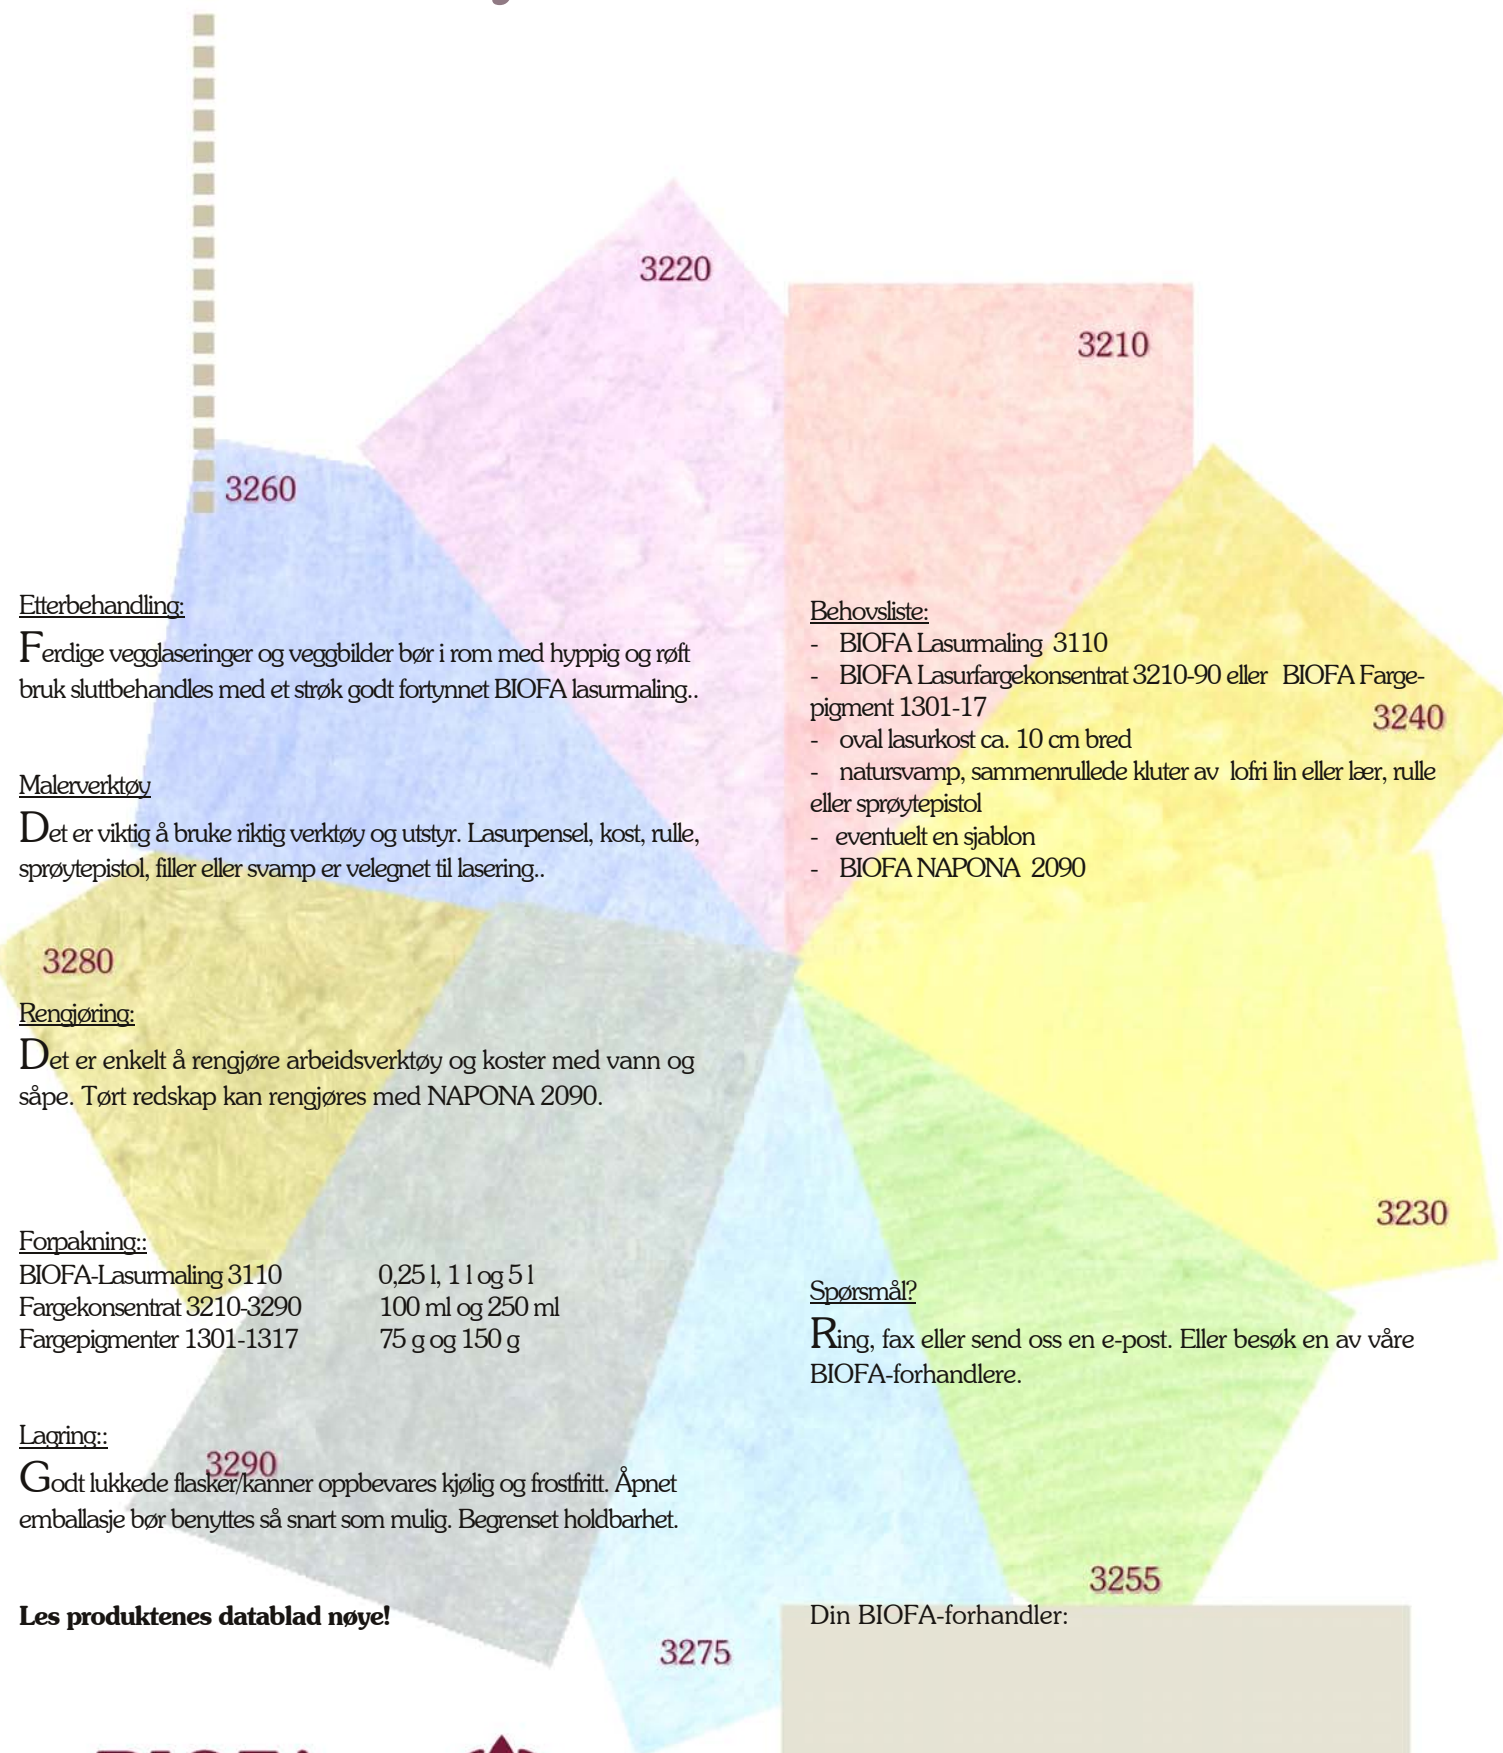 3220
3210
3260
Etterbehandling:
Ferdige vegglaseringer og veggbilder bør i rom med hyppig og røft
bruk sluttbehandles med et strøk godt fortynnet BIOFA lasurmaling..
Malerverktøy
Det er viktig å bruke riktig verktøy og utstyr. Lasurpensel, kost, rulle,
sprøytepistol, filler eller svamp er velegnet til lasering..
3280
Rengjøring:
Det er enkelt å rengjøre arbeidsverktøy og koster med vann og
såpe. Tørt redskap kan rengjøres med NAPONA 2090.
Forpakning::
BIOFA-Lasurmaling 3110 0,25 l, 1 l og 5 l
Fargekonsentrat 3210-3290 100 ml og 250 ml
Fargepigmenter 1301-1317 75 g og 150 g
Lagring::
3290
Godt lukkede flasker/kanner oppbevares kjølig og frostfritt. Åpnet
emballasje bør benyttes så snart som mulig. Begrenset holdbarhet.
Les produktenes datablad nøye!
Behovsliste:
- BIOFA Lasurmaling 3110
- BIOFA Lasurfargekonsentrat 3210-90 eller BIOFA Farge-
pigment 1301-17
3240
- oval lasurkost ca. 10 cm bred
- natursvamp, sammenrullede kluter av lofri lin eller lær, rulle
eller sprøytepistol
- eventuelt en sjablon
- BIOFA NAPONA 2090
3230
Spørsmål?
Ring, fax eller send oss en e-post. Eller besøk en av våre
BIOFA-forhandlere.
3255
Din BIOFA-forhandler:
3275